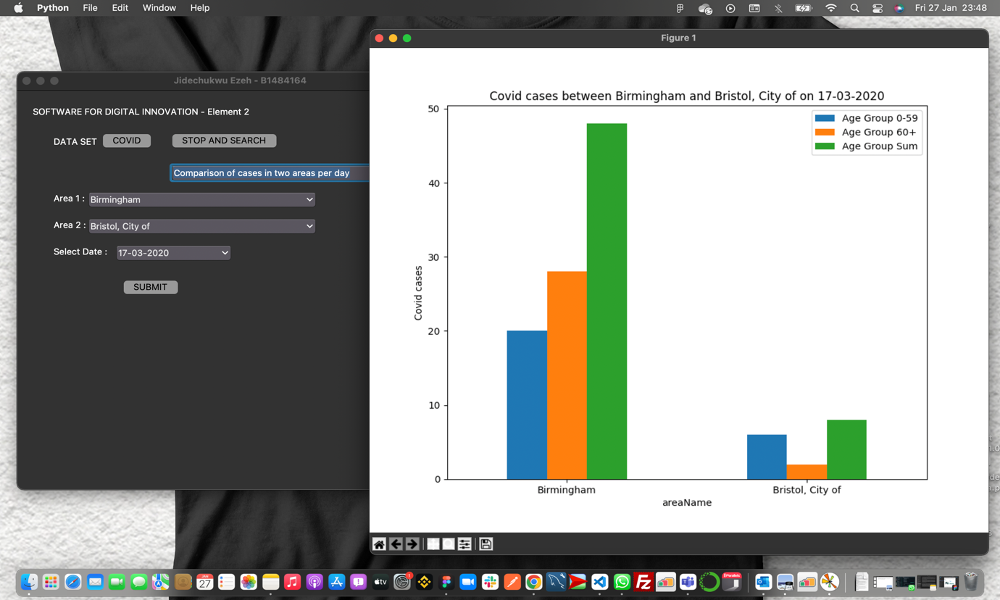 Python File Edit Window Help
Fri 27 Jan 23:48
Figure 1
Jidechukwu Ezeh - B1484164
SOFTWARE FOR DIGITAL INNOVATION - Element 2
DATA SET COVID STOP AND SEARCH
Comparison of cases in two areas per day
Area 1 : Birmingham
Area 2 : Bristol, City of
Select Date : 17-03-2020
SUBMIT
Covid cases between Birmingham and Bristol, City of on 17-03-2020
Age Group 0-59
Age Group 60+
Age Group Sum
Covid cases
50
40
30
20
10
0
Birmingham Bristol, City of
areaName
JAN
27
tv
1